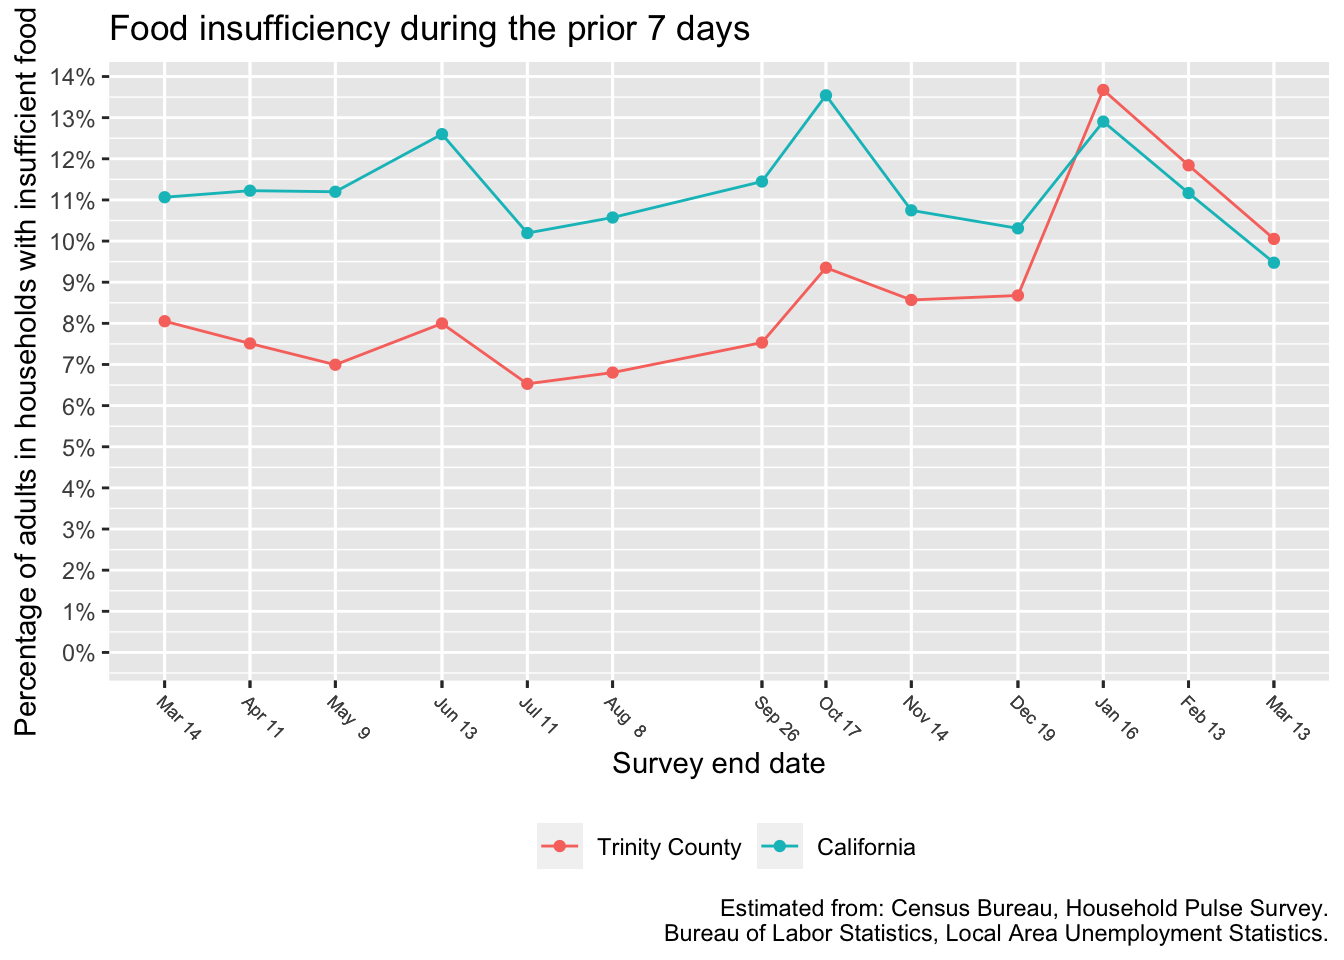 Food insufficiency during the prior 7 days
Percentage of adults in households with insufficient food
14%
13%
12%
11%
10%
9%
8%
7%
6%
5%
4%
3%
2%
1%
0%
Mar 14
Apr 11
May 9
Jun 13
Jul 11
Aug 8
Sep 26
Oct 17
Nov 14
Dec 19
Jan 16
Feb 13
Mar 13
Survey end date
Trinity County
California
Estimated from: Census Bureau, Household Pulse Survey.
Bureau of Labor Statistics, Local Area Unemployment Statistics.